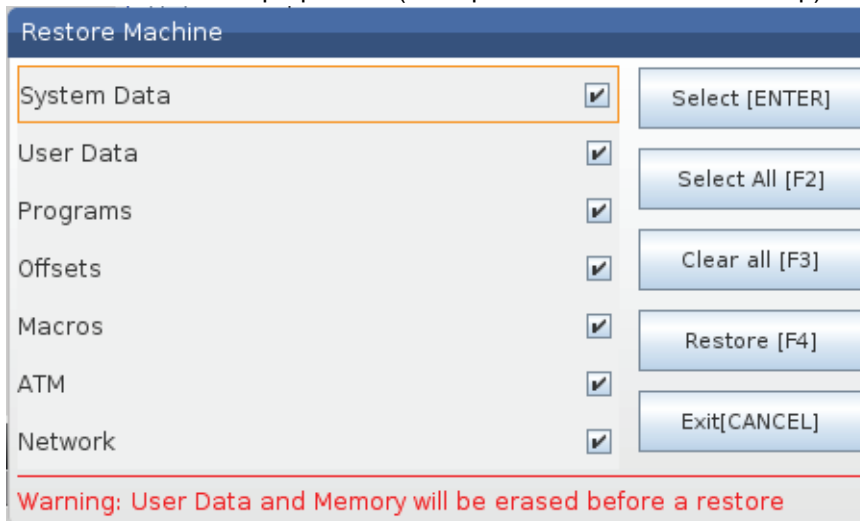 Restore Machine
System Data
Select [ENTER]
User Data
Select All [F2]
Programs
Offsets
Clear all [F3]
Macros
Restore [F4]
ATM
Exit[CANCEL]
Network
Warning: User Data and Memory will be erased before a restore